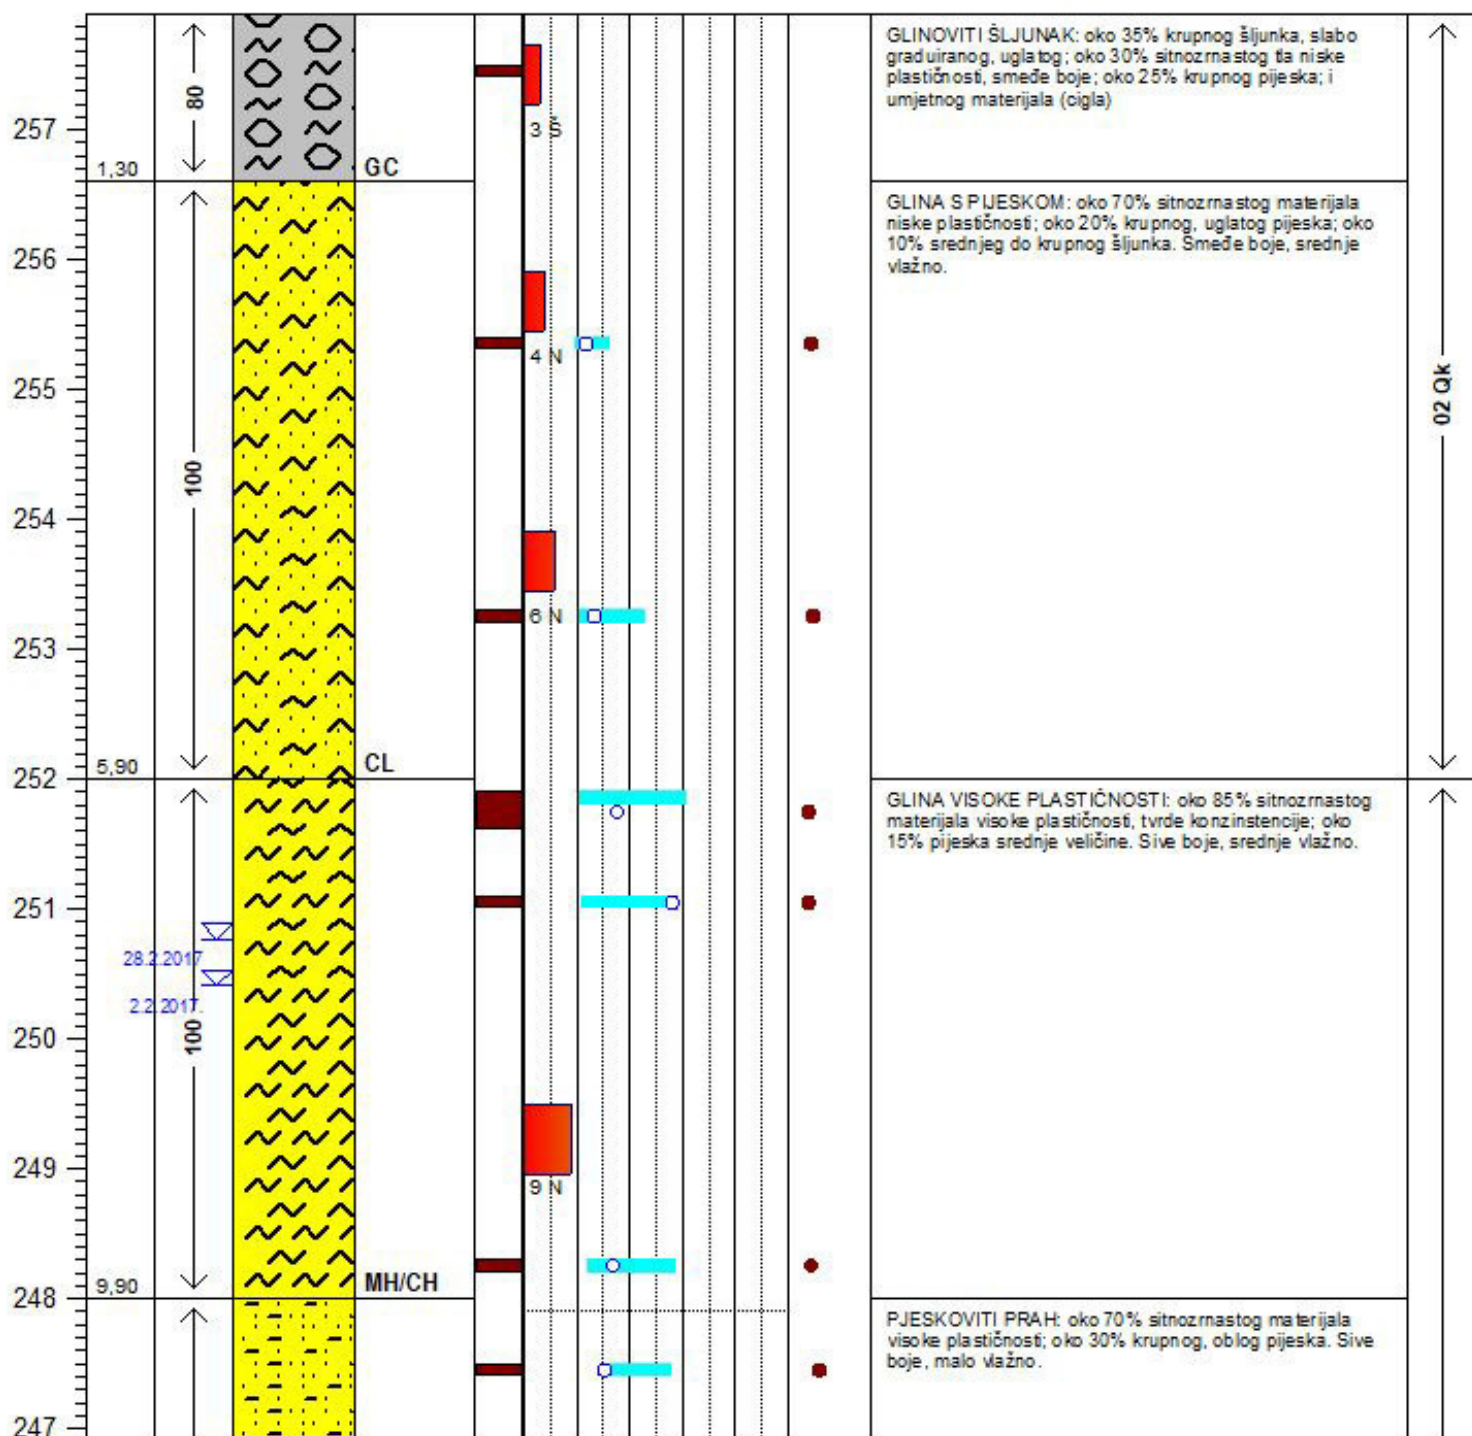 GLINOVITI ŠLJUNAK: oko 35% krupnog šljunka, slabo
graduiranog, uglatog; oko 30% sitnozrnastog tla niske
plastičnosti, smeđe boje; oko 25% krupnog pijeska; i
umjetnog materijala (cigla)
80
257
3 Š
1,30
GC
GLINA S PIJESKOM: oko 70% sitnozrnastog materijala
niske plastičnosti; oko 20% krupnog, uglatog pijeska; oko
10% srednjeg do krupnog šljunka. Smeđe boje, srednje
vlažno.
256
4 N
255
02 Qk
100
254
6 N
253
5,90
CL
252
GLINA VISOKE PLASTIČNOSTI: oko 85% sitnozrnastog
materijala visoke plastičnosti, tvrde konzinstencije; oko
15% pijeska srednje veličine. Sive boje, srednje vlažno.
251
28.2.2017
2.2.2017.
250
100
249
9 N
9,90
MH/CH
248
PJESKOVITI PRAH: oko 70% sitnozrnastog materijala
visoke plastičnosti; oko 30% krupnog, oblog pijeska. Sive
boje, malo vlažno.
247